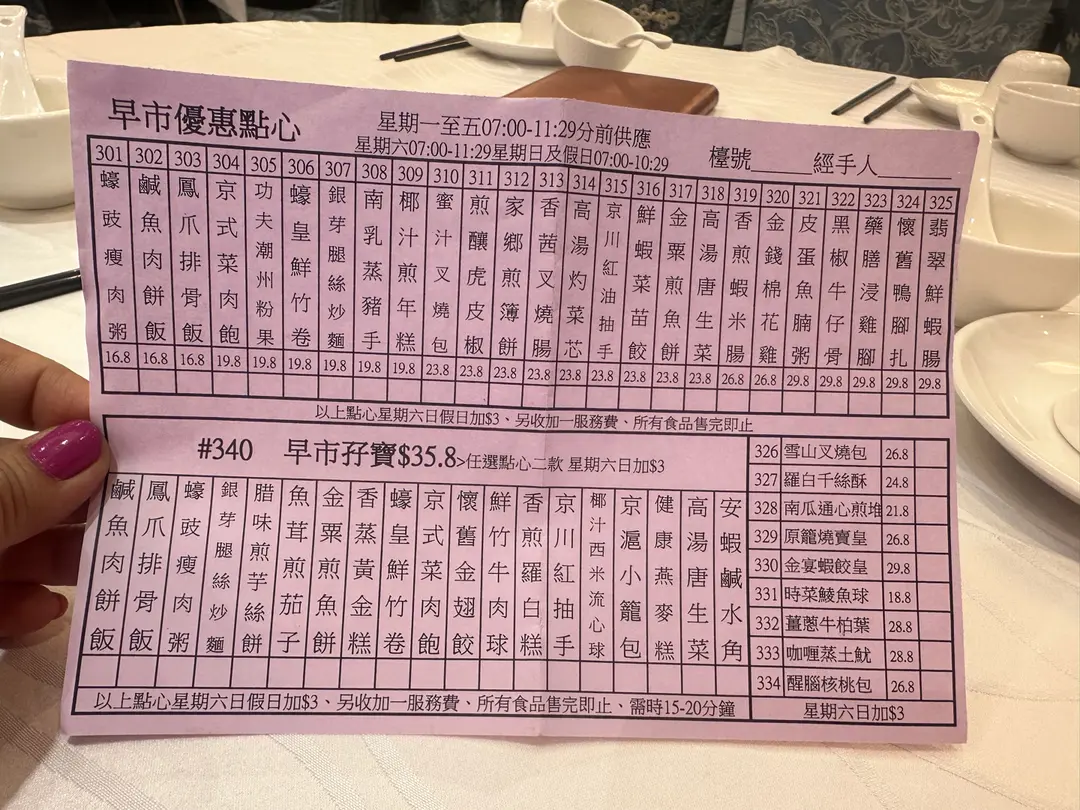 早市優惠點心
星期一至五07:00-11:29分前供應
星期六07:00-11:29星期日及假日07:00-10:29
檯號_____經手人______
301 蠔豉瘦肉粥 16.8
302 鹹魚肉餅飯 16.8
303 鳳爪排骨飯 16.8
304 京式菜肉飽 19.8
305 功夫潮州粉果 19.8
306 蠔皇鮮竹卷 19.8
307 銀芽腿絲炒麵 19.8
308 南乳蒸豬手 19.8
309 椰汁煎年糕 19.8
310 蜜汁叉燒包 23.8
311 煎釀虎皮椒 23.8
312 家鄉煎簿餅 23.8
313 香茜叉燒腸 23.8
314 高湯灼菜芯 23.8
315 京川紅油抽手 23.8
316 鮮蝦菜苗餃 23.8
317 金粟煎魚餅 23.8
318 高湯唐生菜 23.8
319 香煎蝦米腸 26.8
320 金錢棉花雞 26.8
321 皮蛋魚腩粥 29.8
322 黑椒牛仔骨 29.8
323 藥膳浸雞腳 29.8
324 懷舊鴨腳扎 29.8
325 翡翠鮮蝦腸 29.8
以上點心星期六日假日加$3、另收加一服務費、所有食品售完即止
#340 早市孖寶$35.8>任選點心二款 星期六日加$3
鹹魚肉餅飯
鳳爪排骨飯
蠔豉瘦肉粥
銀芽腿絲炒麵
腊味煎芋絲餅
魚茸煎茄子
金粟煎魚餅
香蒸黃金糕
蠔皇鮮竹卷
京式菜肉飽
懷舊金翅餃
鮮竹牛肉球
香煎羅白糕
京川紅抽手
椰汁西米流心球
京滬小籠包
健康燕麥糕
高湯唐生菜
安蝦鹹水角
以上點心星期六日假日加$3、另收加一服務費、所有食品售完即止、需時15-20分鐘
326 雪山叉燒包 26.8
327 羅白千絲酥 24.8
328 南瓜通心煎堆 21.8
329 原籠燒賣皇 26.8
330 金宴蝦餃皇 29.8
331 時菜鯪魚球 18.8
332 薑蔥牛柏葉 28.8
333 咖喱蒸土魷 28.8
334 醒腦核桃包 26.8
星期六日加$3